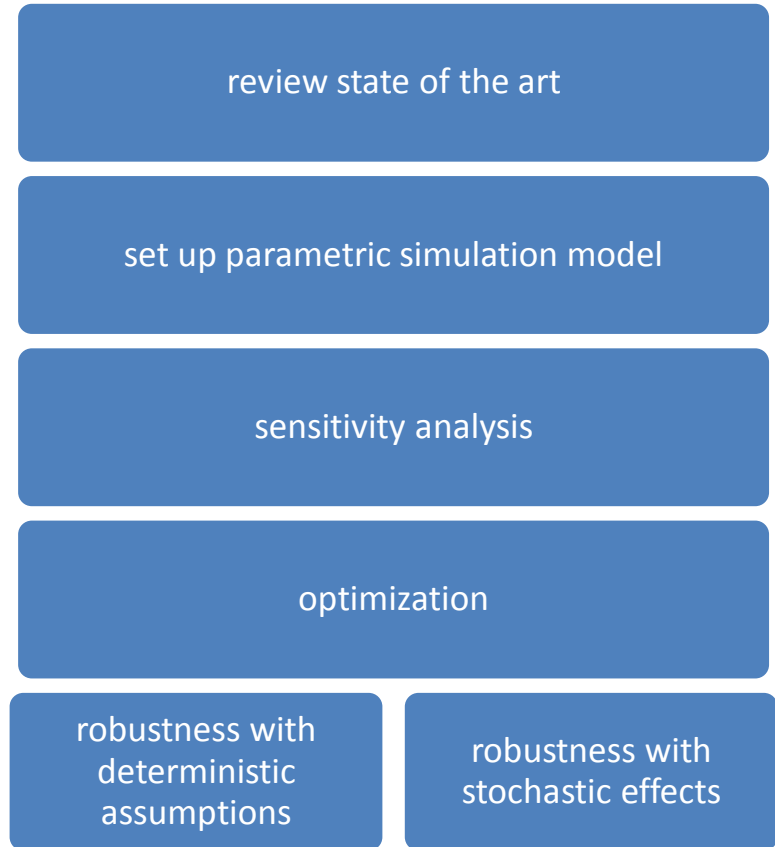 review state of the art
set up parametric simulation model
sensitivity analysis
optimization
robustness with
deterministic
assumptions
robustness with
stochastic effects